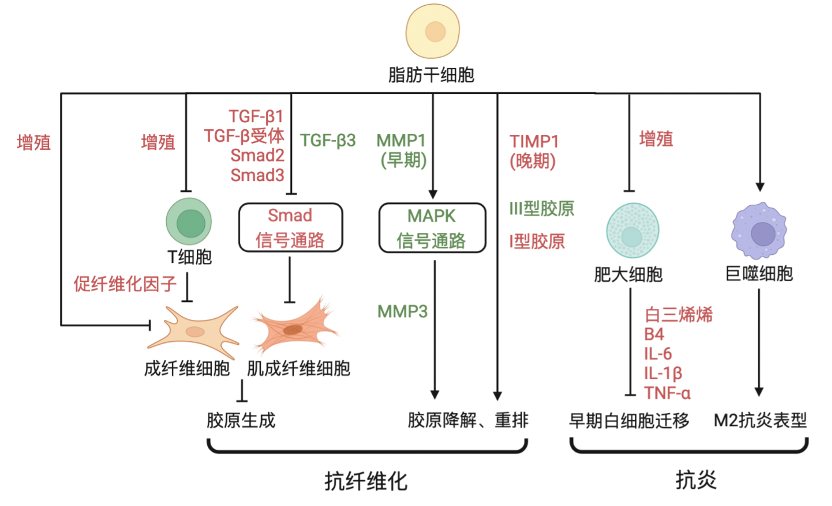 脂肪干细胞
增殖
增殖
TGF-β1
TGF-β受体
Smad2
Smad3
TGF-β3
MMP1
(早期)
TIMP1
(晚期)
增殖
Smad
信号通路
MAPK
信号通路
III型胶原
I型胶原
T细胞
肥大细胞
巨噬细胞
促纤维化因子
MMP3
白三烯烯
B4
IL-6
IL-1β
TNF-α
成纤维细胞
肌成纤维细胞
胶原生成
胶原降解、重排
早期白细胞迁移
M2抗炎表型
抗纤维化
抗炎